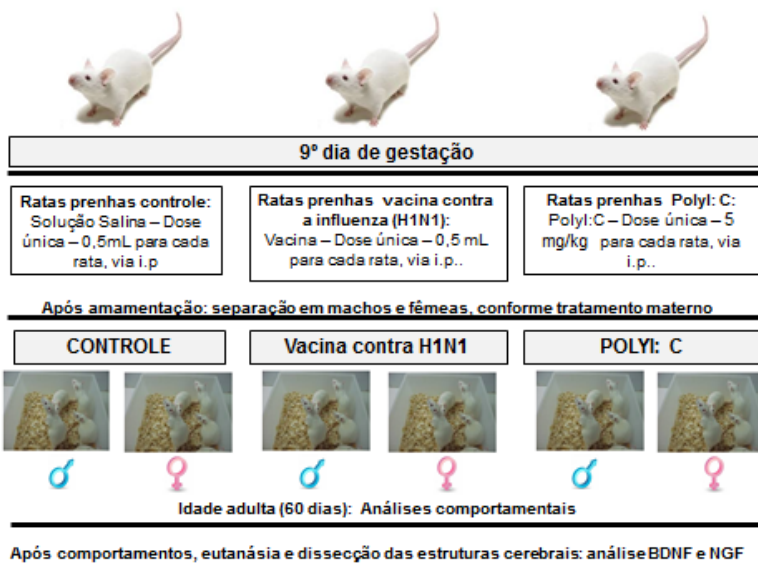 9º dia de gestação
Ratas prenhas controle:
Solução Salina – Dose
única – 0,5mL para cada
rata, via i.p
Ratas prenhas vacina contra
a influenza (H1N1):
Vacina – Dose única – 0,5 mL
para cada rata, via i.p..
Ratas prenhas PolyI: C:
PolyI:C – Dose única – 5
mg/kg para cada rata, via
i.p..
Após amamentação: separação em machos e fêmeas, conforme tratamento materno
CONTROLE
Vacina contra H1N1
POLYI: C
Idade adulta (60 dias): Análises comportamentais
Após comportamentos, eutanásia e dissecção das estruturas cerebrais: análise BDNF e NGF